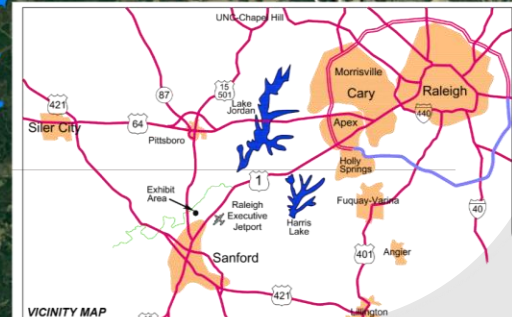 UNC-Chapel Hill
Morrisville
Raleigh
Cary
87
15
501
421
Lake
Jordan
440
Siler City
64
Pittsboro
Apex
Holly
Springs
1
Exhibit
Area
Raleigh
Executive
Jetport
Harris
Lake
Fuquay-Varina
40
Sanford
401
Angier
421
VICINITY MAP
Lillington